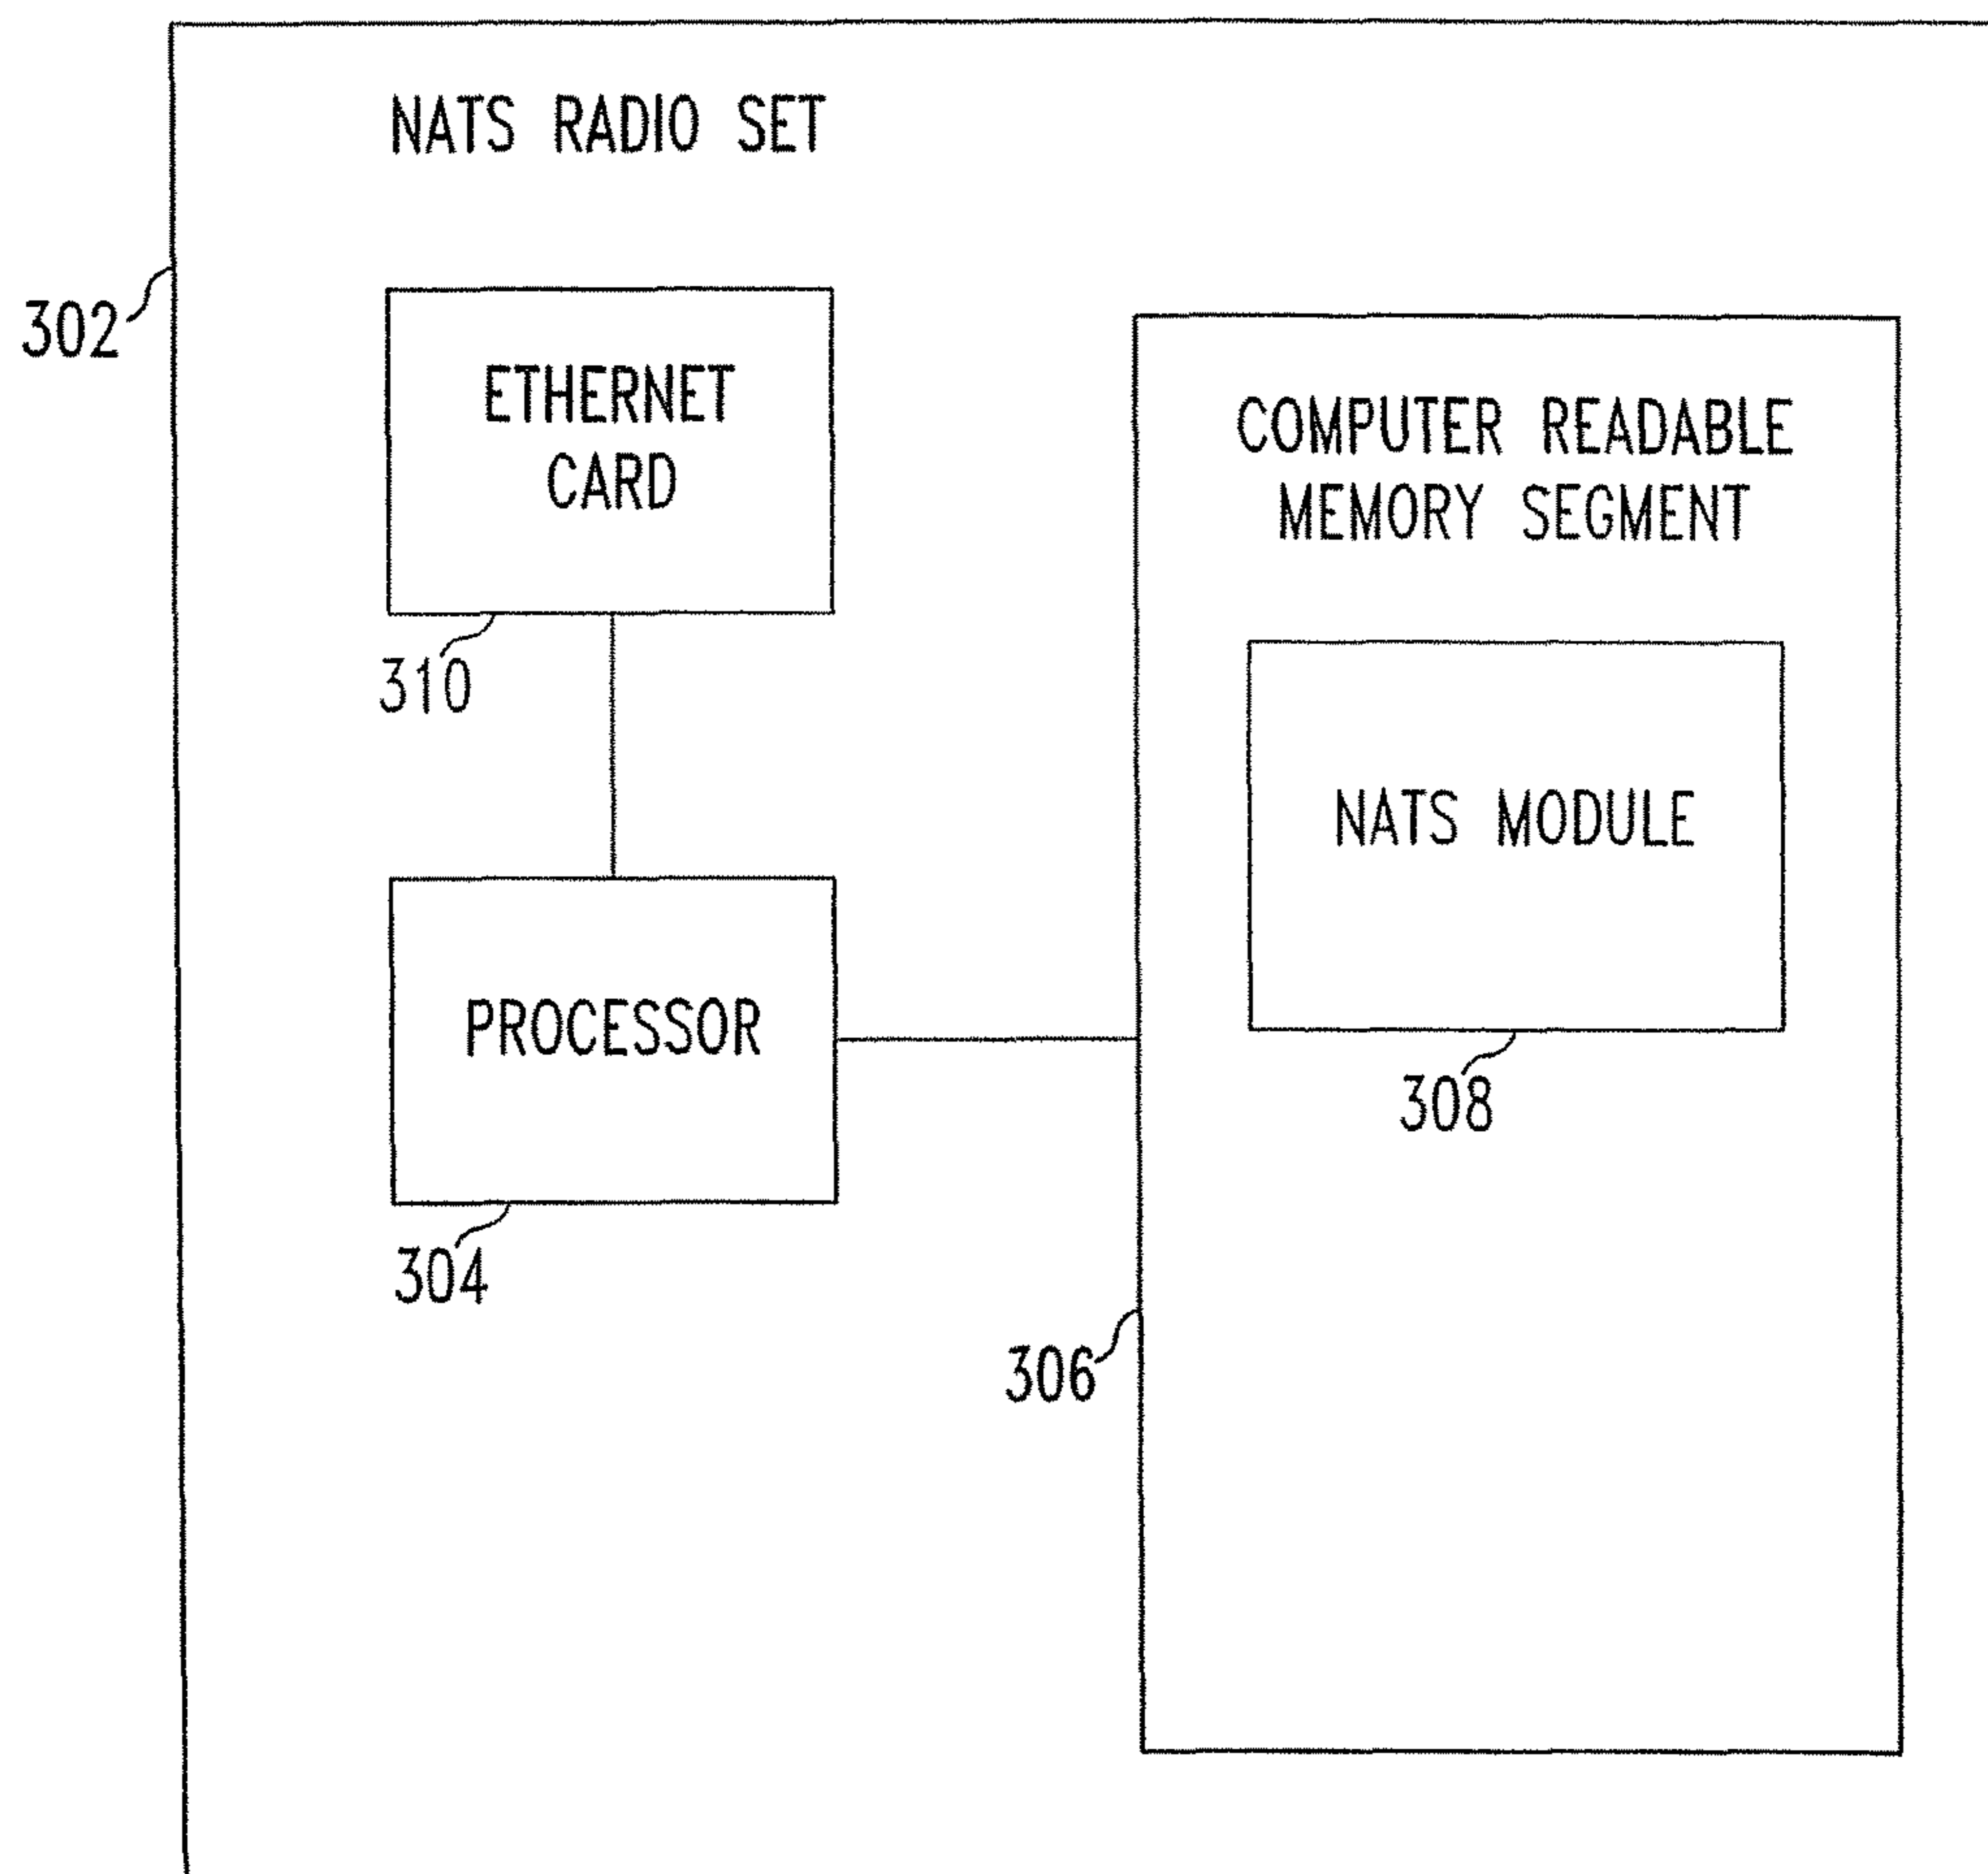 NATS RADIO SET
302
ETHERNET
CARD
310
COMPUTER READABLE
MEMORY SEGMENT
NATS MODULE
308
PROCESSOR
304
306